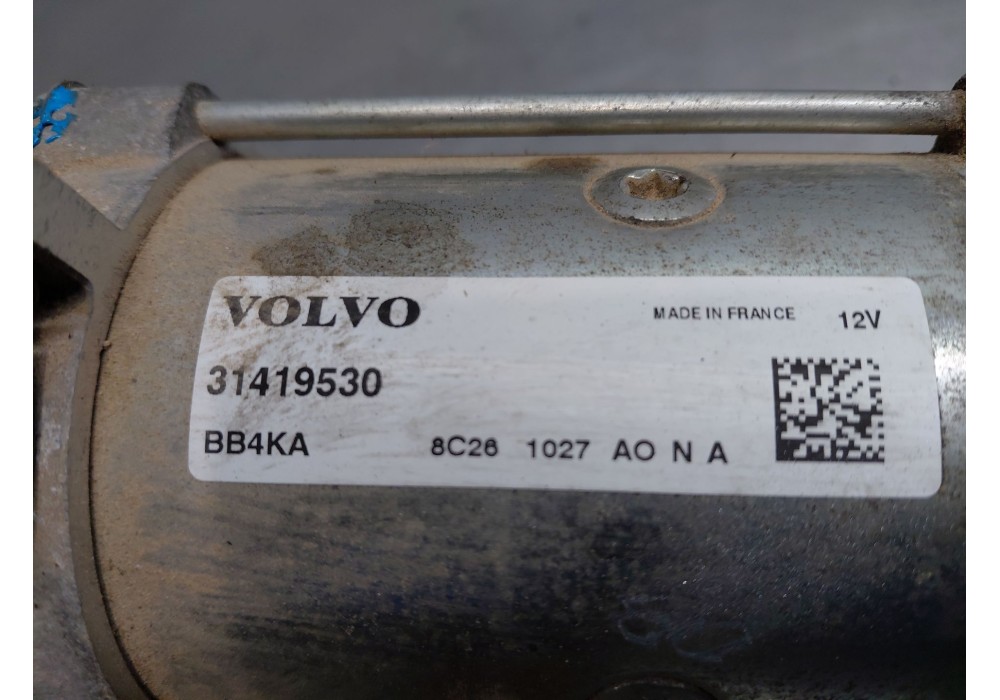 VOLVO MADE IN FRANCE 12V
31419530
BB4KA 8C26 1027 AO N A